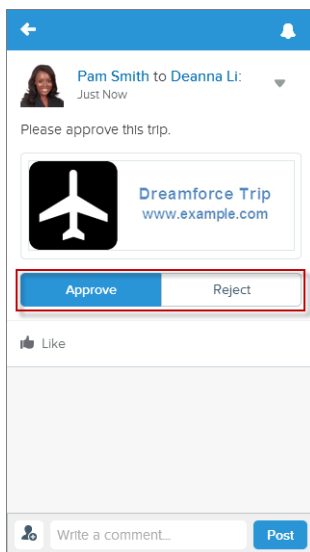 Pam Smith to Deanna Li:
Just Now
Please approve this trip.
Dreamforce Trip
www.example.com
Approve Reject
Like
Write a comment... Post